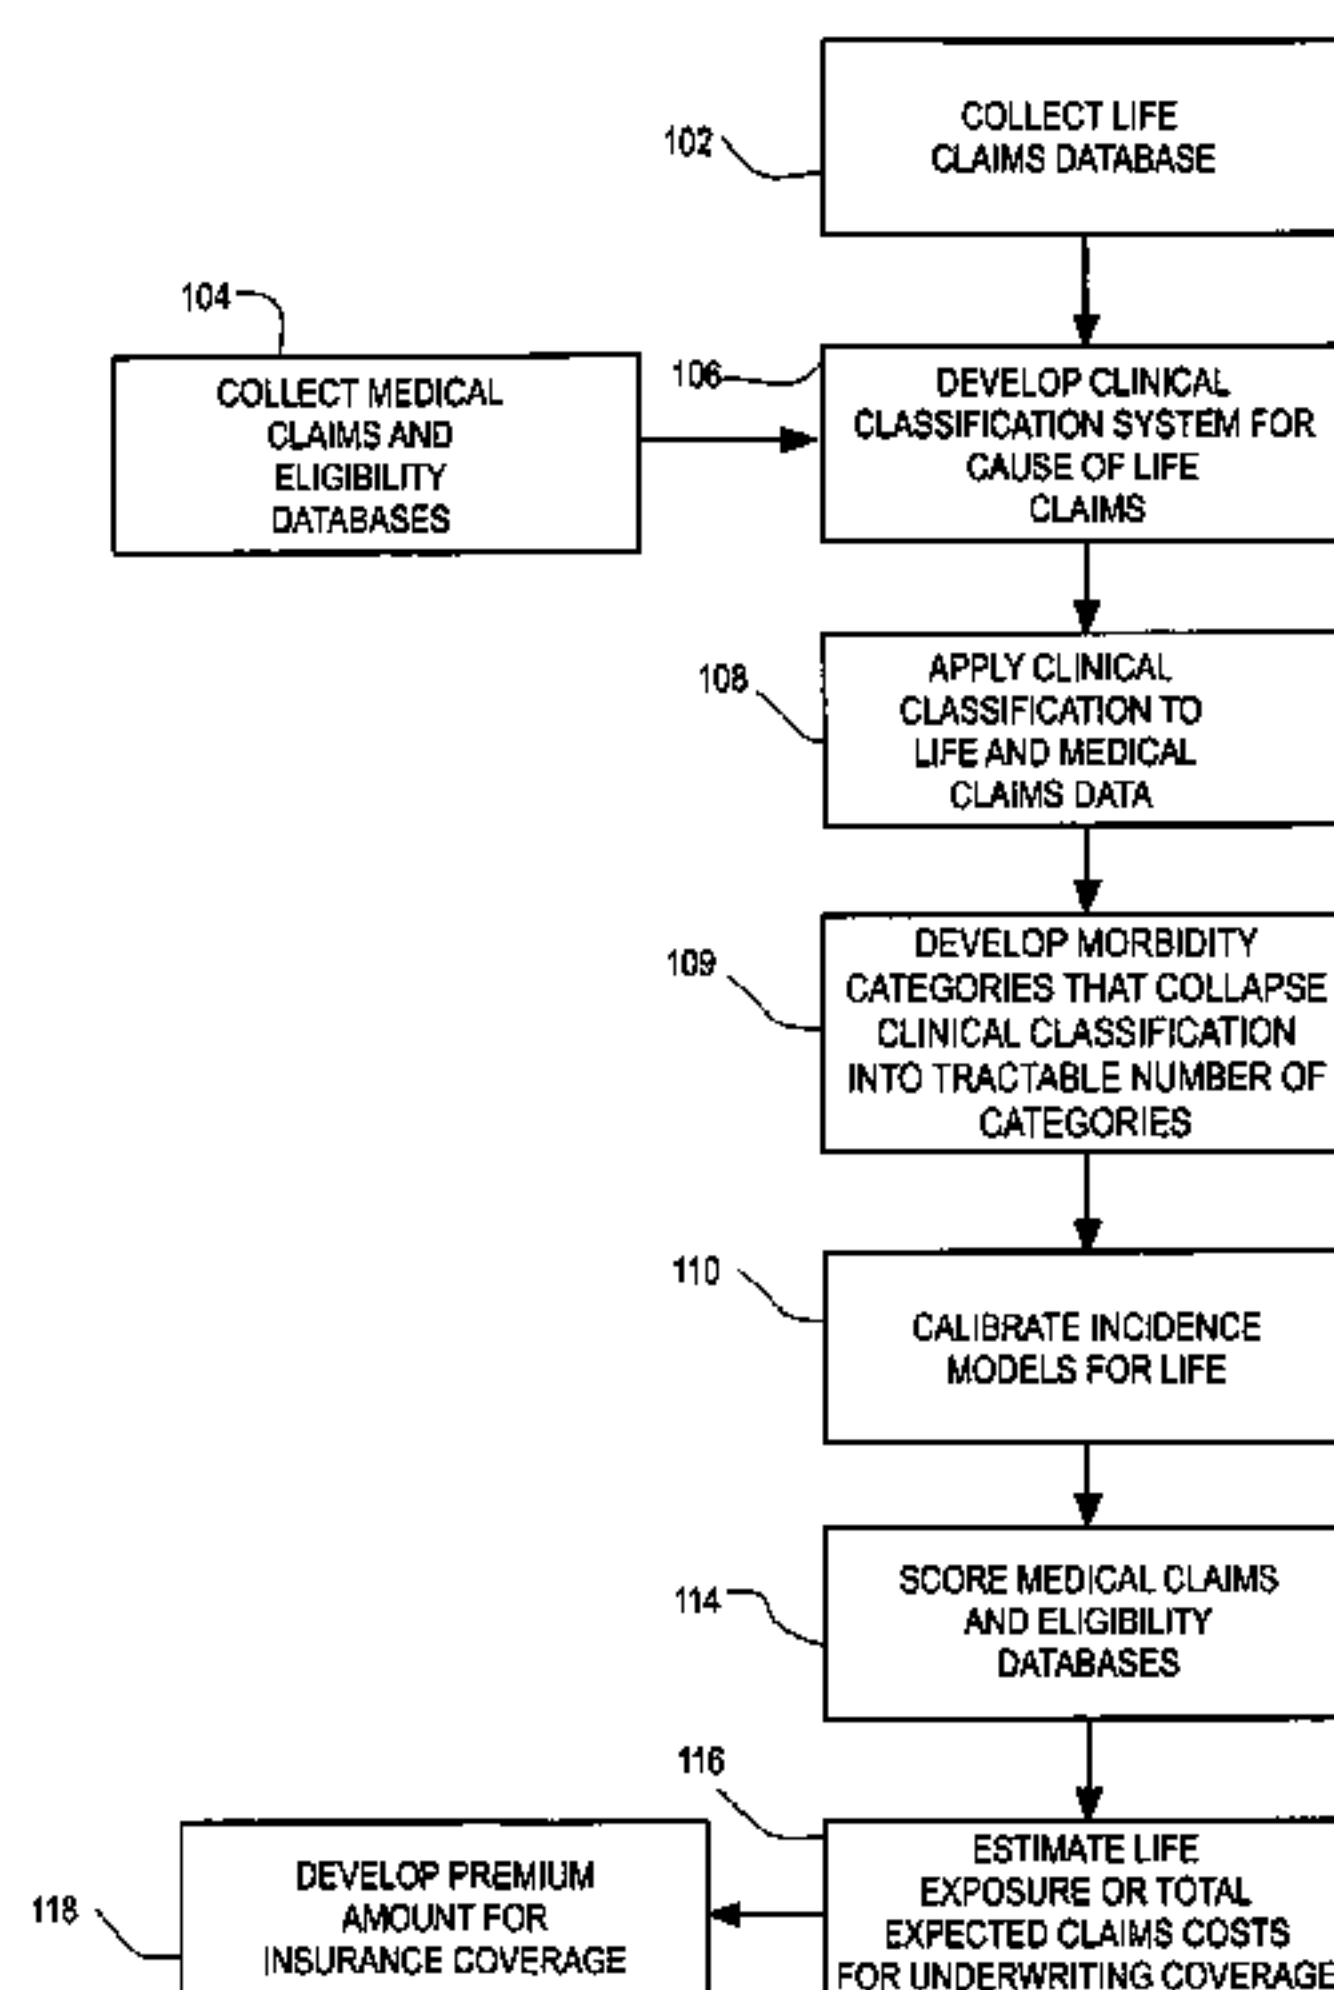 102
COLLECT LIFE
CLAIMS DATABASE
104
COLLECT MEDICAL
CLAIMS AND
ELIGIBILITY
DATABASES
106
DEVELOP CLINICAL
CLASSIFICATION SYSTEM FOR
CAUSE OF LIFE
CLAIMS
108
APPLY CLINICAL
CLASSIFICATION TO
LIFE AND MEDICAL
CLAIMS DATA
109
DEVELOP MORBIDITY
CATEGORIES THAT COLLAPSE
CLINICAL CLASSIFICATION
INTO TRACTABLE NUMBER OF
CATEGORIES
110
CALIBRATE INCIDENCE
MODELS FOR LIFE
114
SCORE MEDICAL CLAIMS
AND ELIGIBILITY
DATABASES
116
ESTIMATE LIFE
EXPOSURE OR TOTAL
EXPECTED CLAIMS COSTS
FOR UNDERWRITING COVERAGE
118
DEVELOP PREMIUM
AMOUNT FOR
INSURANCE COVERAGE